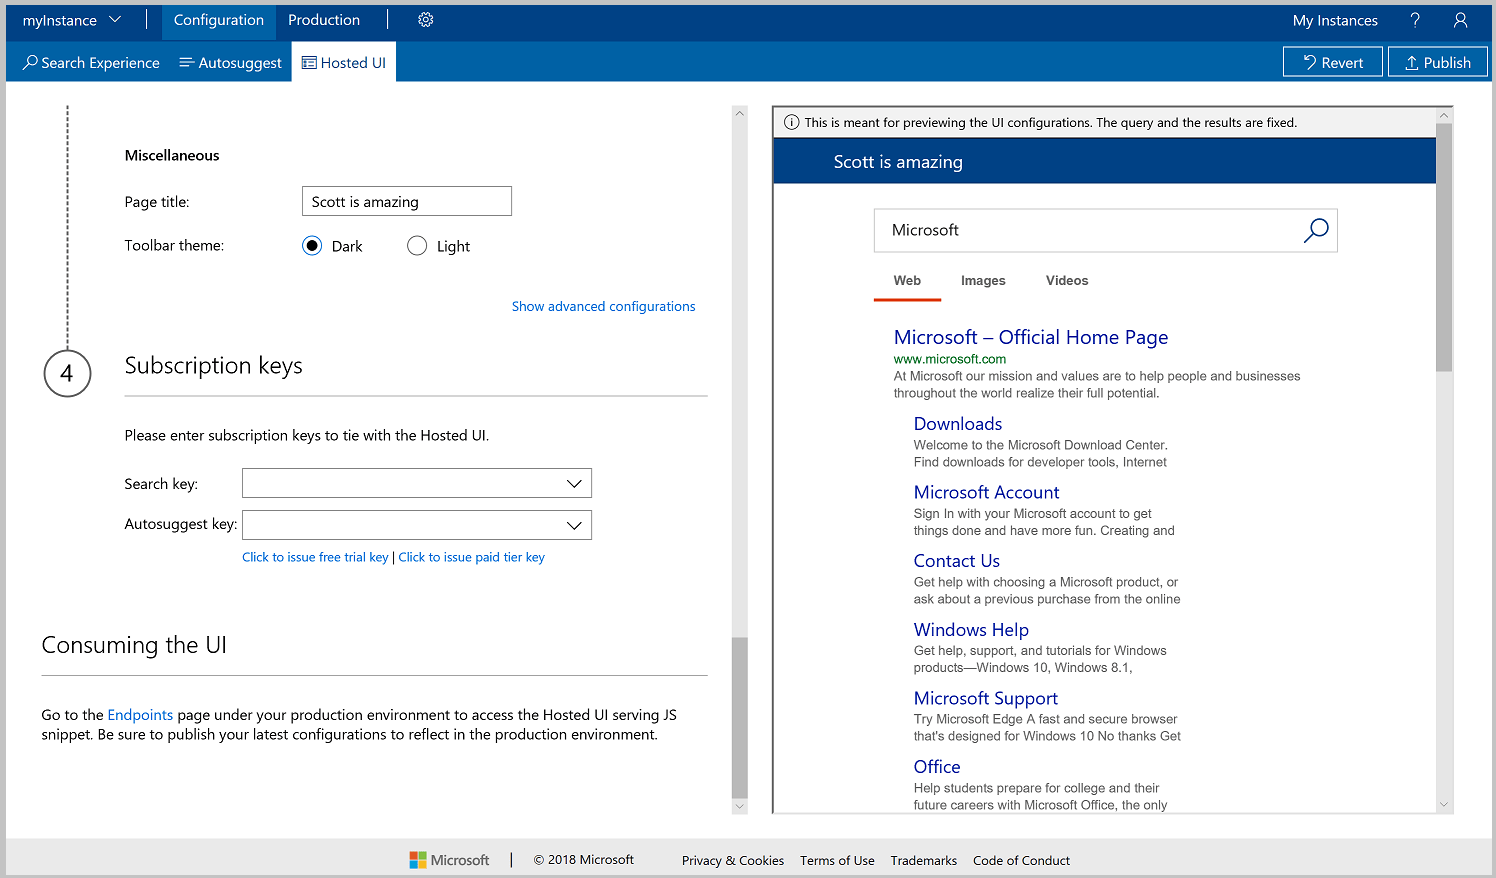 myInstance
Configuration
Production
My Instances
?
Search Experience
Autosuggest
Hosted UI
Revert
Publish
Miscellaneous
Page title:
Scott is amazing
Toolbar theme:
Dark
Light
Show advanced configurations
4
Subscription keys
Please enter subscription keys to tie with the Hosted UI.
Search key:
Autosuggest key:
Click to issue free trial key | Click to issue paid tier key
Consuming the UI
Go to the Endpoints page under your production environment to access the Hosted UI serving JS
snippet. Be sure to publish your latest configurations to reflect in the production environment.
This is meant for previewing the UI configurations. The query and the results are fixed.
Scott is amazing
Microsoft
Web
Images
Videos
Microsoft – Official Home Page
www.microsoft.com
At Microsoft our mission and values are to help people and businesses
throughout the world realize their full potential.
Downloads
Welcome to the Microsoft Download Center.
Find downloads for developer tools, Internet
Microsoft Account
Sign In with your Microsoft account to get
things done and have more fun. Creating and
Contact Us
Get help with choosing a Microsoft product, or
ask about a previous purchase from the online
Windows Help
Get help, support, and tutorials for Windows
products—Windows 10, Windows 8.1,
Microsoft Support
Try Microsoft Edge A fast and secure browser
that's designed for Windows 10 No thanks Get
Office
Help students prepare for college and their
future careers with Microsoft Office, the only
Microsoft | © 2018 Microsoft
Privacy & Cookies
Terms of Use
Trademarks
Code of Conduct